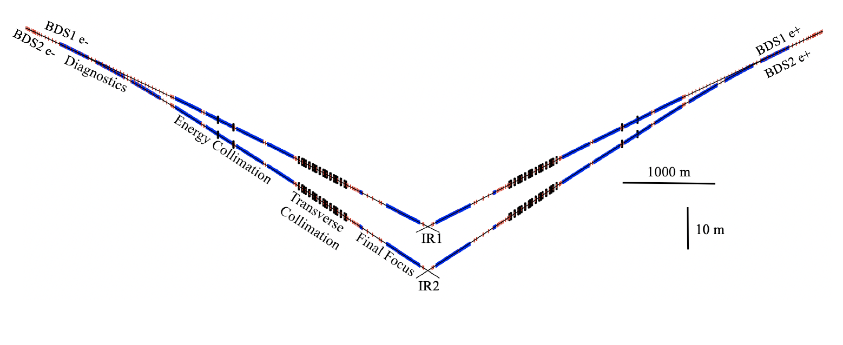 BDS1 e-
BDS2 e-
Diagnostics
Energy Collimation
Transverse
Collimation
Final Focus
IR1
IR2
BDS1 e+
BDS2 e+
1000 m
10 m